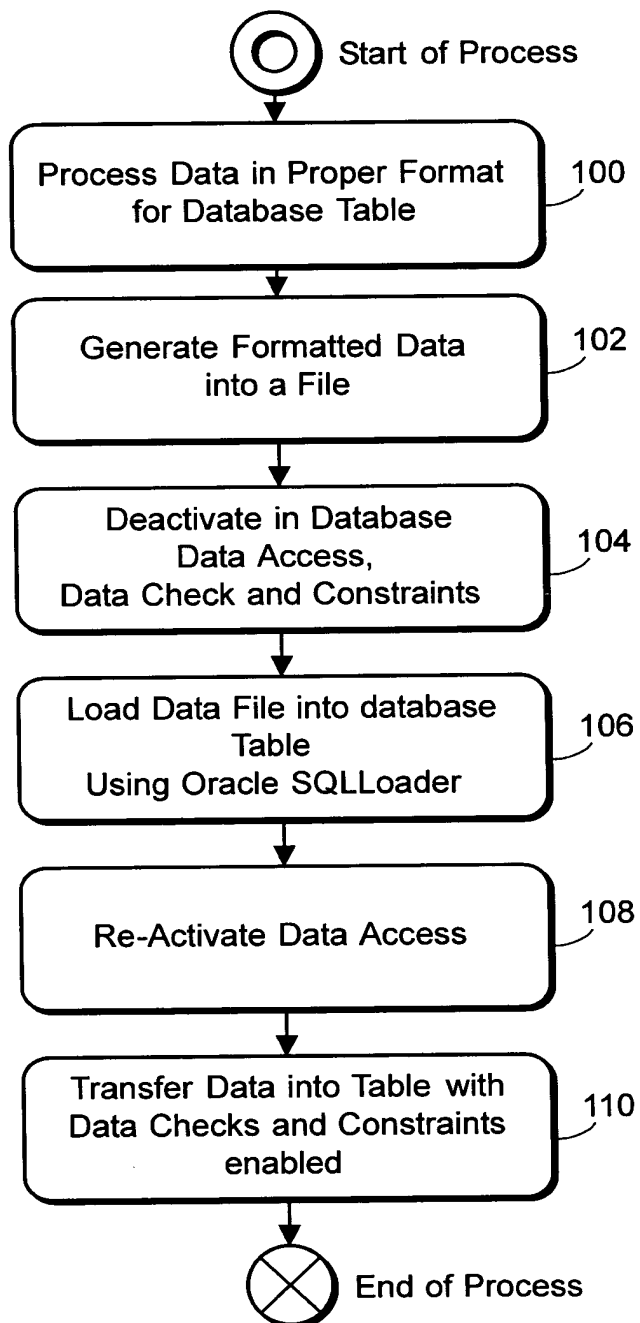 Start of Process
Process Data in Proper Format
for Database Table
100
Generate Formatted Data
into a File
102
Deactivate in Database
Data Access,
Data Check and Constraints
104
Load Data File into database
Table
Using Oracle SQLLoader
106
Re-Activate Data Access
108
Transfer Data into Table with
Data Checks and Constraints
enabled
110
End of Process